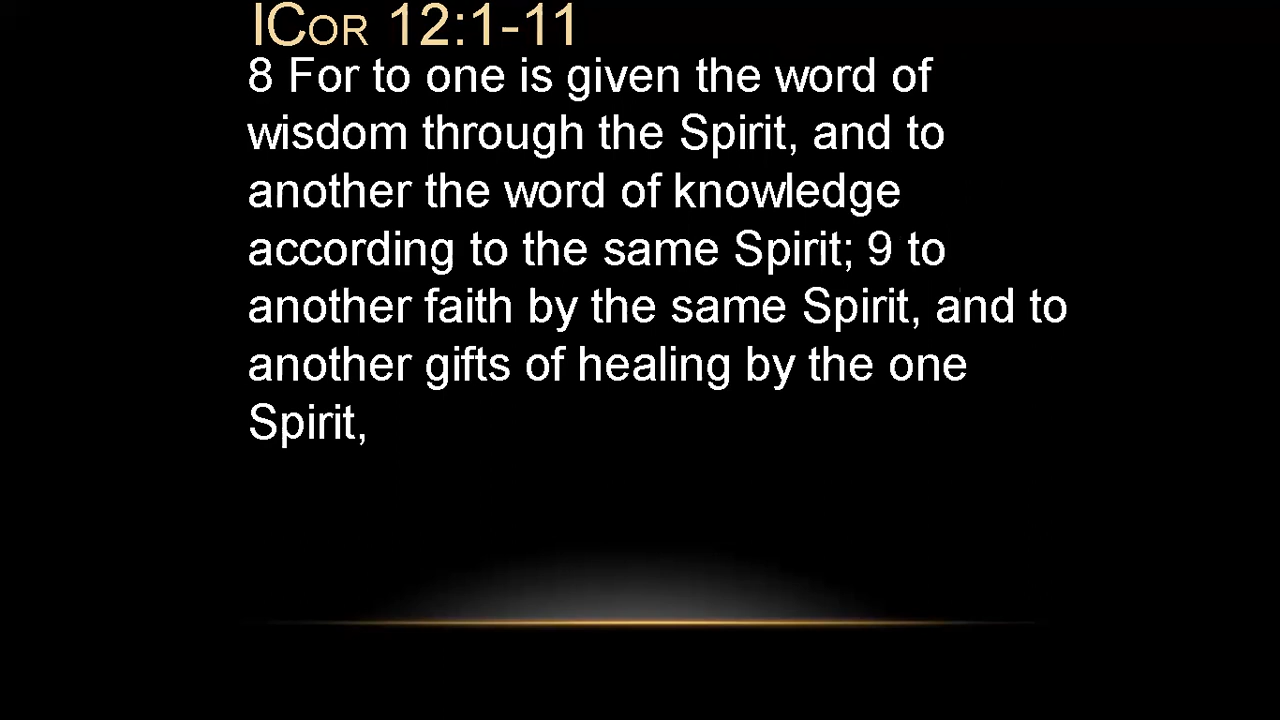 ICOR 12:1-11
8 For to one is given the word of
wisdom through the Spirit, and to
another the word of knowledge
according to the same Spirit; 9 to
another faith by the same Spirit, and to
another gifts of healing by the one
Spirit,